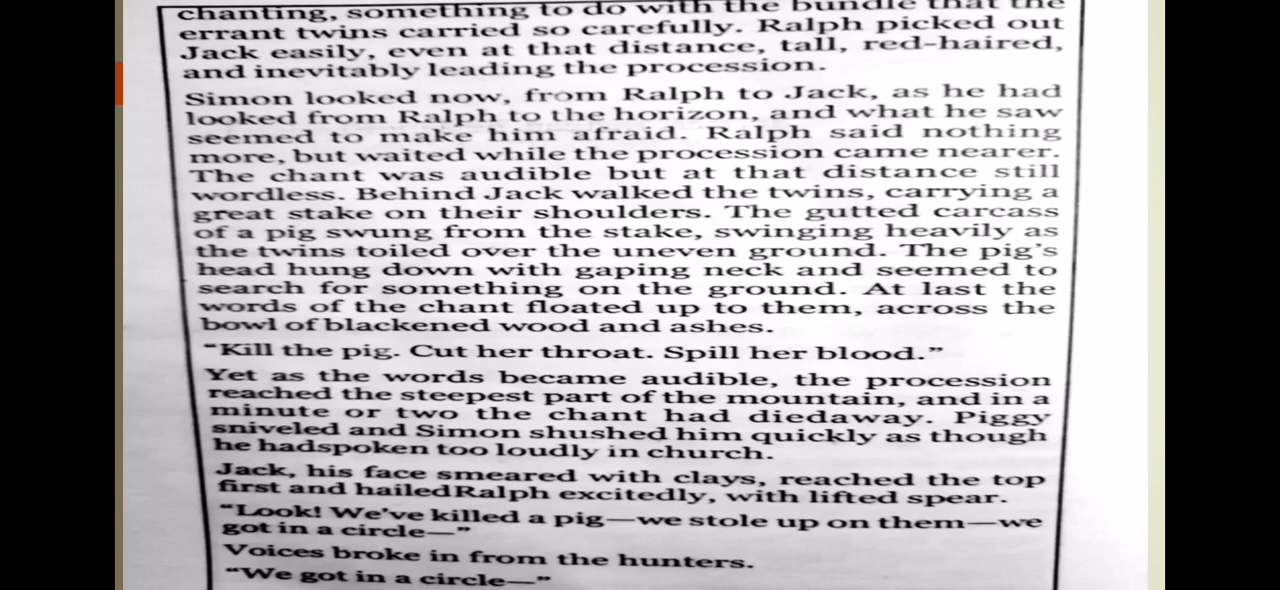 chanting, something to do with the bundle that the
errant twins carried so carefully. Ralph picked out
Jack easily, even at that distance, tall, red-haired,
and inevitably leading the procession.
Simon looked now, from Ralph to Jack, as he had
looked from Ralph to the horizon, and what he saw
seemed to make him afraid. Ralph said nothing
more, but waited while the procession came nearer.
The chant was audible but at that distance still
wordless. Behind Jack walked the twins, carrying a
great stake on their shoulders. The gutted carcass
of a pig swung from the stake, swinging heavily as
the twins toiled over the uneven ground. The pig's
head hung down with gaping neck and seemed to
search for something on the ground. At last the
words of the chant floated up to them, across the
bowl of blackened wood and ashes.
“Kill the pig. Cut her throat. Spill her blood.”
Yet as the words became audible, the procession
reached the steepest part of the mountain, and in a
minute or two the chant had diedaway. Piggy
sniveled and Simon shushed him quickly as though
he hadspoken too loudly in church.
Jack, his face smeared with clays, reached the top
first and hailedRalph excitedly, with lifted spear.
“Look! We've killed a pig—we stole up on them—we
got in a circle—”
Voices broke in from the hunters.
“We got in a circle—”